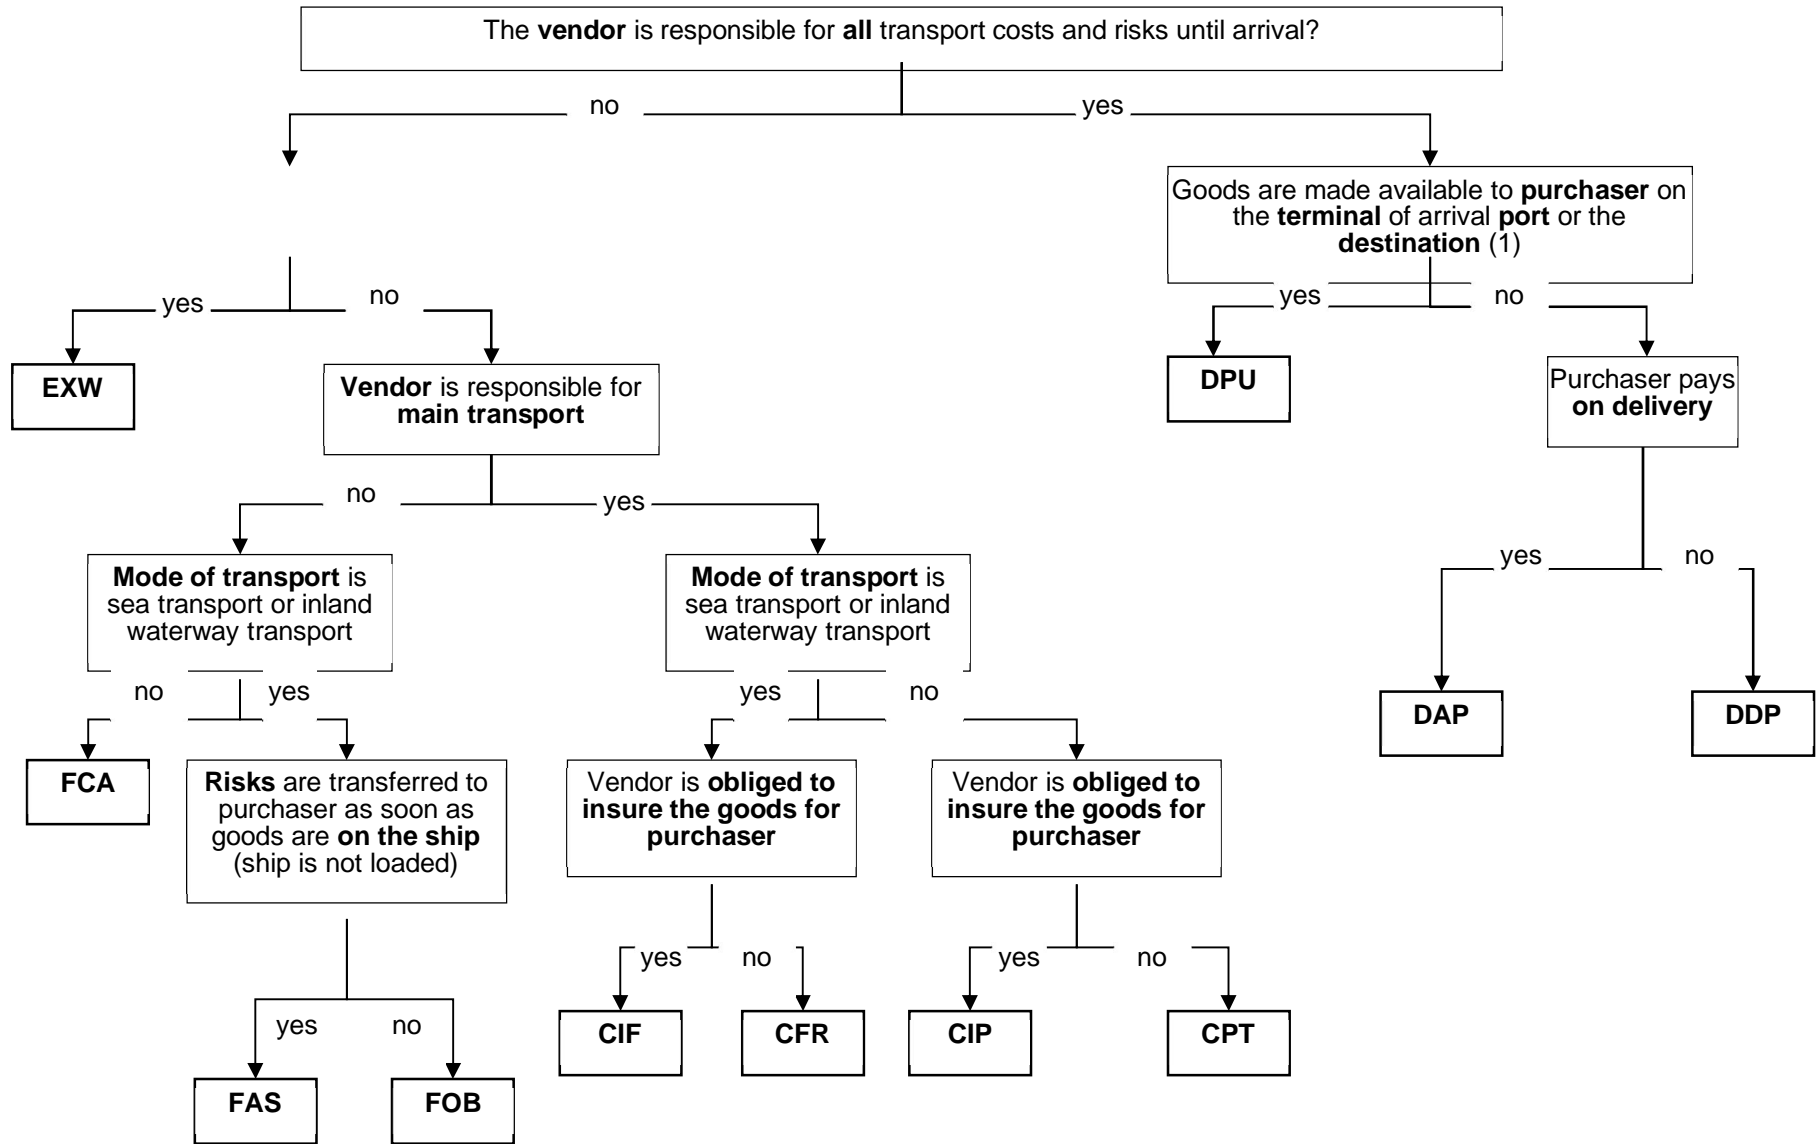 The vendor is responsible for all transport costs and risks until arrival?
no
yes
Goods are made available to purchaser on
the terminal of arrival port or the
destination (1)
yes
no
yes
no
EXW
Vendor is responsible for
main transport
DPU
Purchaser pays
on delivery
no
yes
yes
no
Mode of transport is
sea transport or inland
waterway transport
Mode of transport is
sea transport or inland
waterway transport
no
yes
yes
no
DAP
DDP
FCA
Risks are transferred to
purchaser as soon as
goods are on the ship
(ship is not loaded)
Vendor is obliged to
insure the goods for
purchaser
Vendor is obliged to
insure the goods for
purchaser
yes
no
yes
no
yes
no
CIF
CFR
CIP
CPT
FAS
FOB